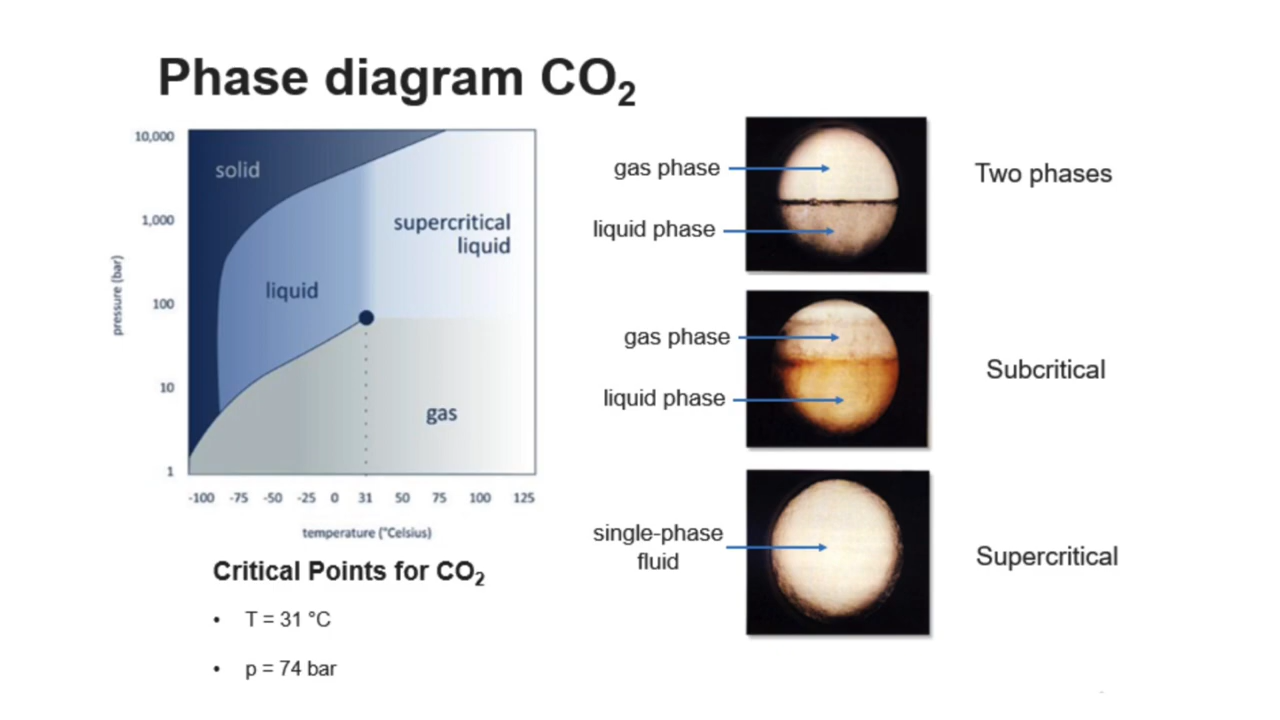 Phase diagram CO₂
10,000
1,000
100
10
1
pressure (bar)
solid
liquid
supercritical
liquid
gas
-100 -75 -50 -25 0 31 50 75 100 125
temperature (°Celsius)
Critical Points for CO₂
• T = 31 °C
• p = 74 bar
gas phase
liquid phase
Two phases
gas phase
liquid phase
Subcritical
single-phase
fluid
Supercritical